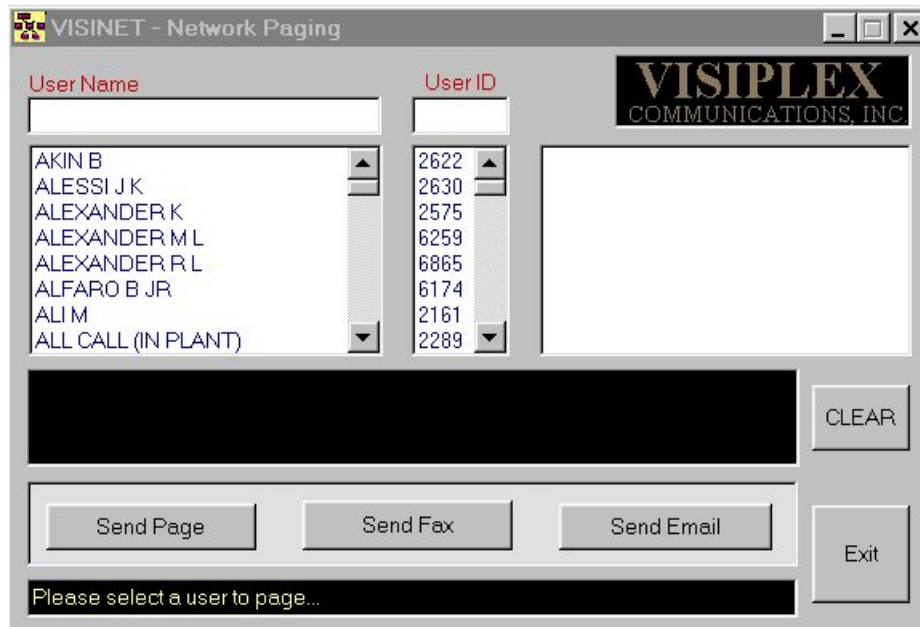 VISINET - Network Paging
User Name
User ID
VISIPLEX
COMMUNICATIONS, INC.
AKIN B 2622
ALESSI J K 2630
ALEXANDER K 2575
ALEXANDER M L 6259
ALEXANDER R L 6865
ALFARO B JR 6174
ALI M 2161
ALL CALL (IN PLANT) 2289
CLEAR
Send Page
Send Fax
Send Email
Exit
Please select a user to page...